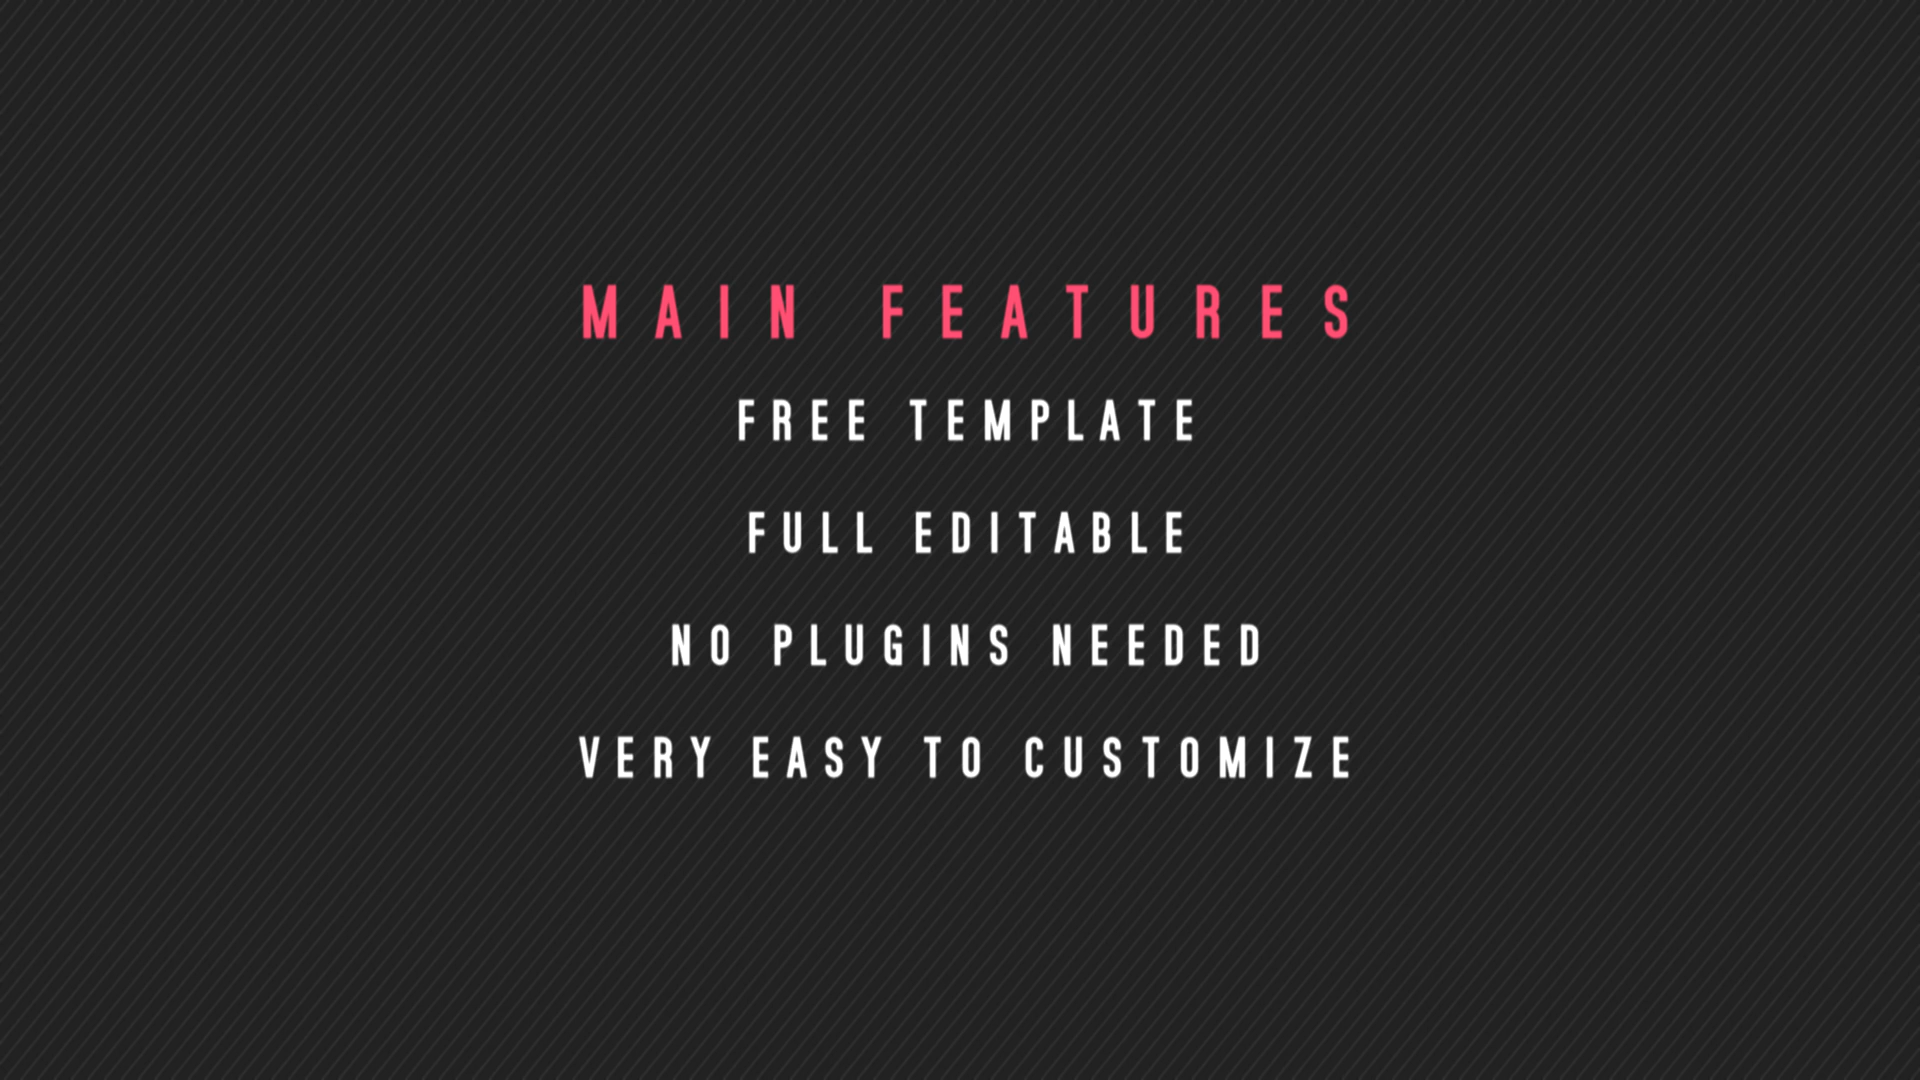 MAIN FEATURES
FREE TEMPLATE
FULL EDITABLE
NO PLUGINS NEEDED
VERY EASY TO CUSTOMIZE